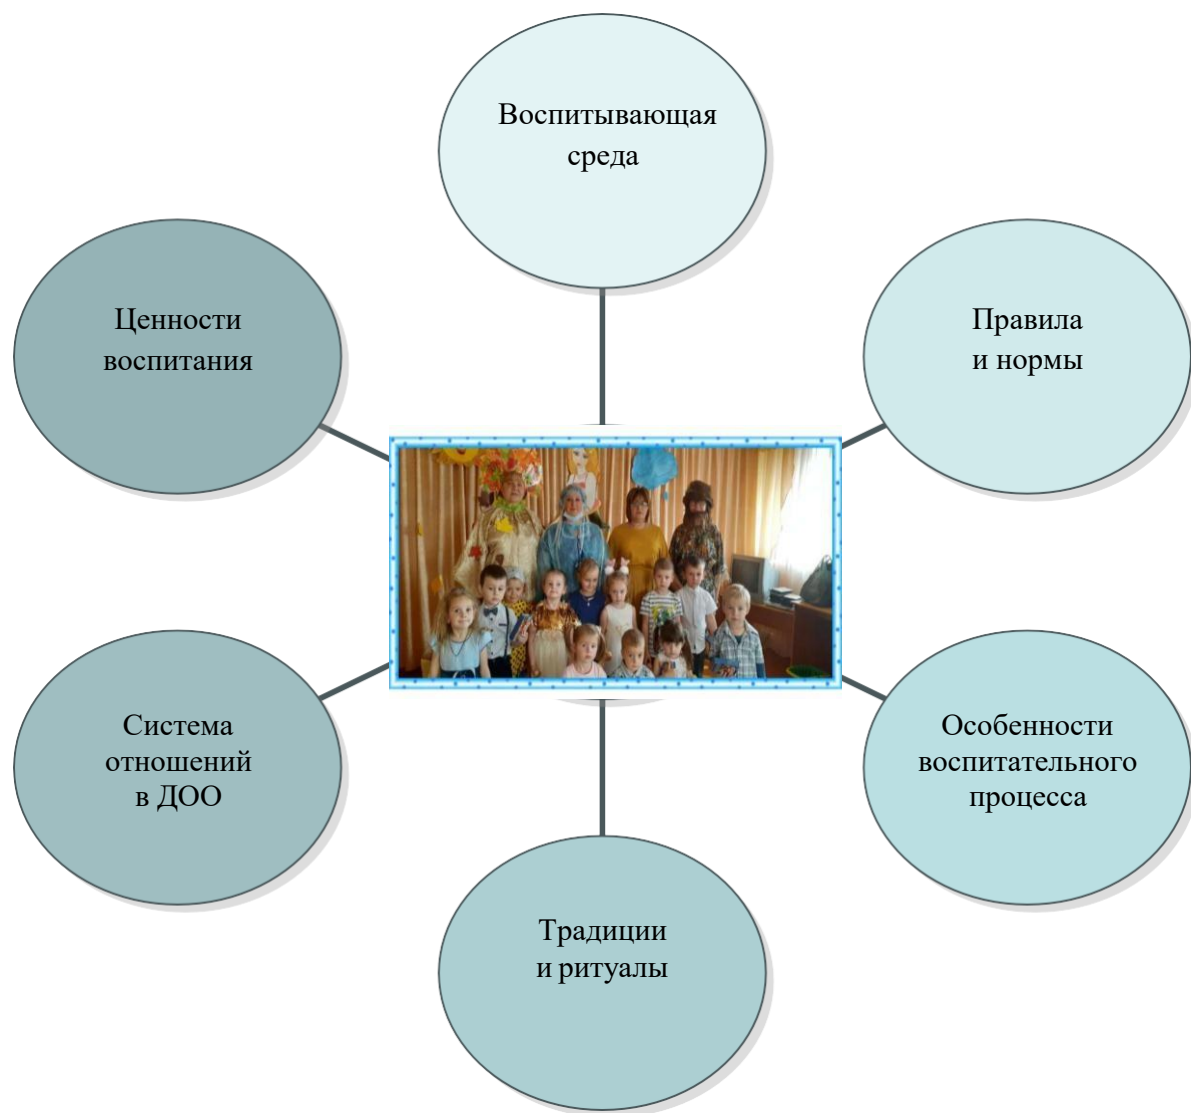 Воспитывающая
среда
Правила
и нормы
Особенности
воспитательного
процесса
Традиции
и ритуалы
Система
отношений
в ДОО
Ценности
воспитания